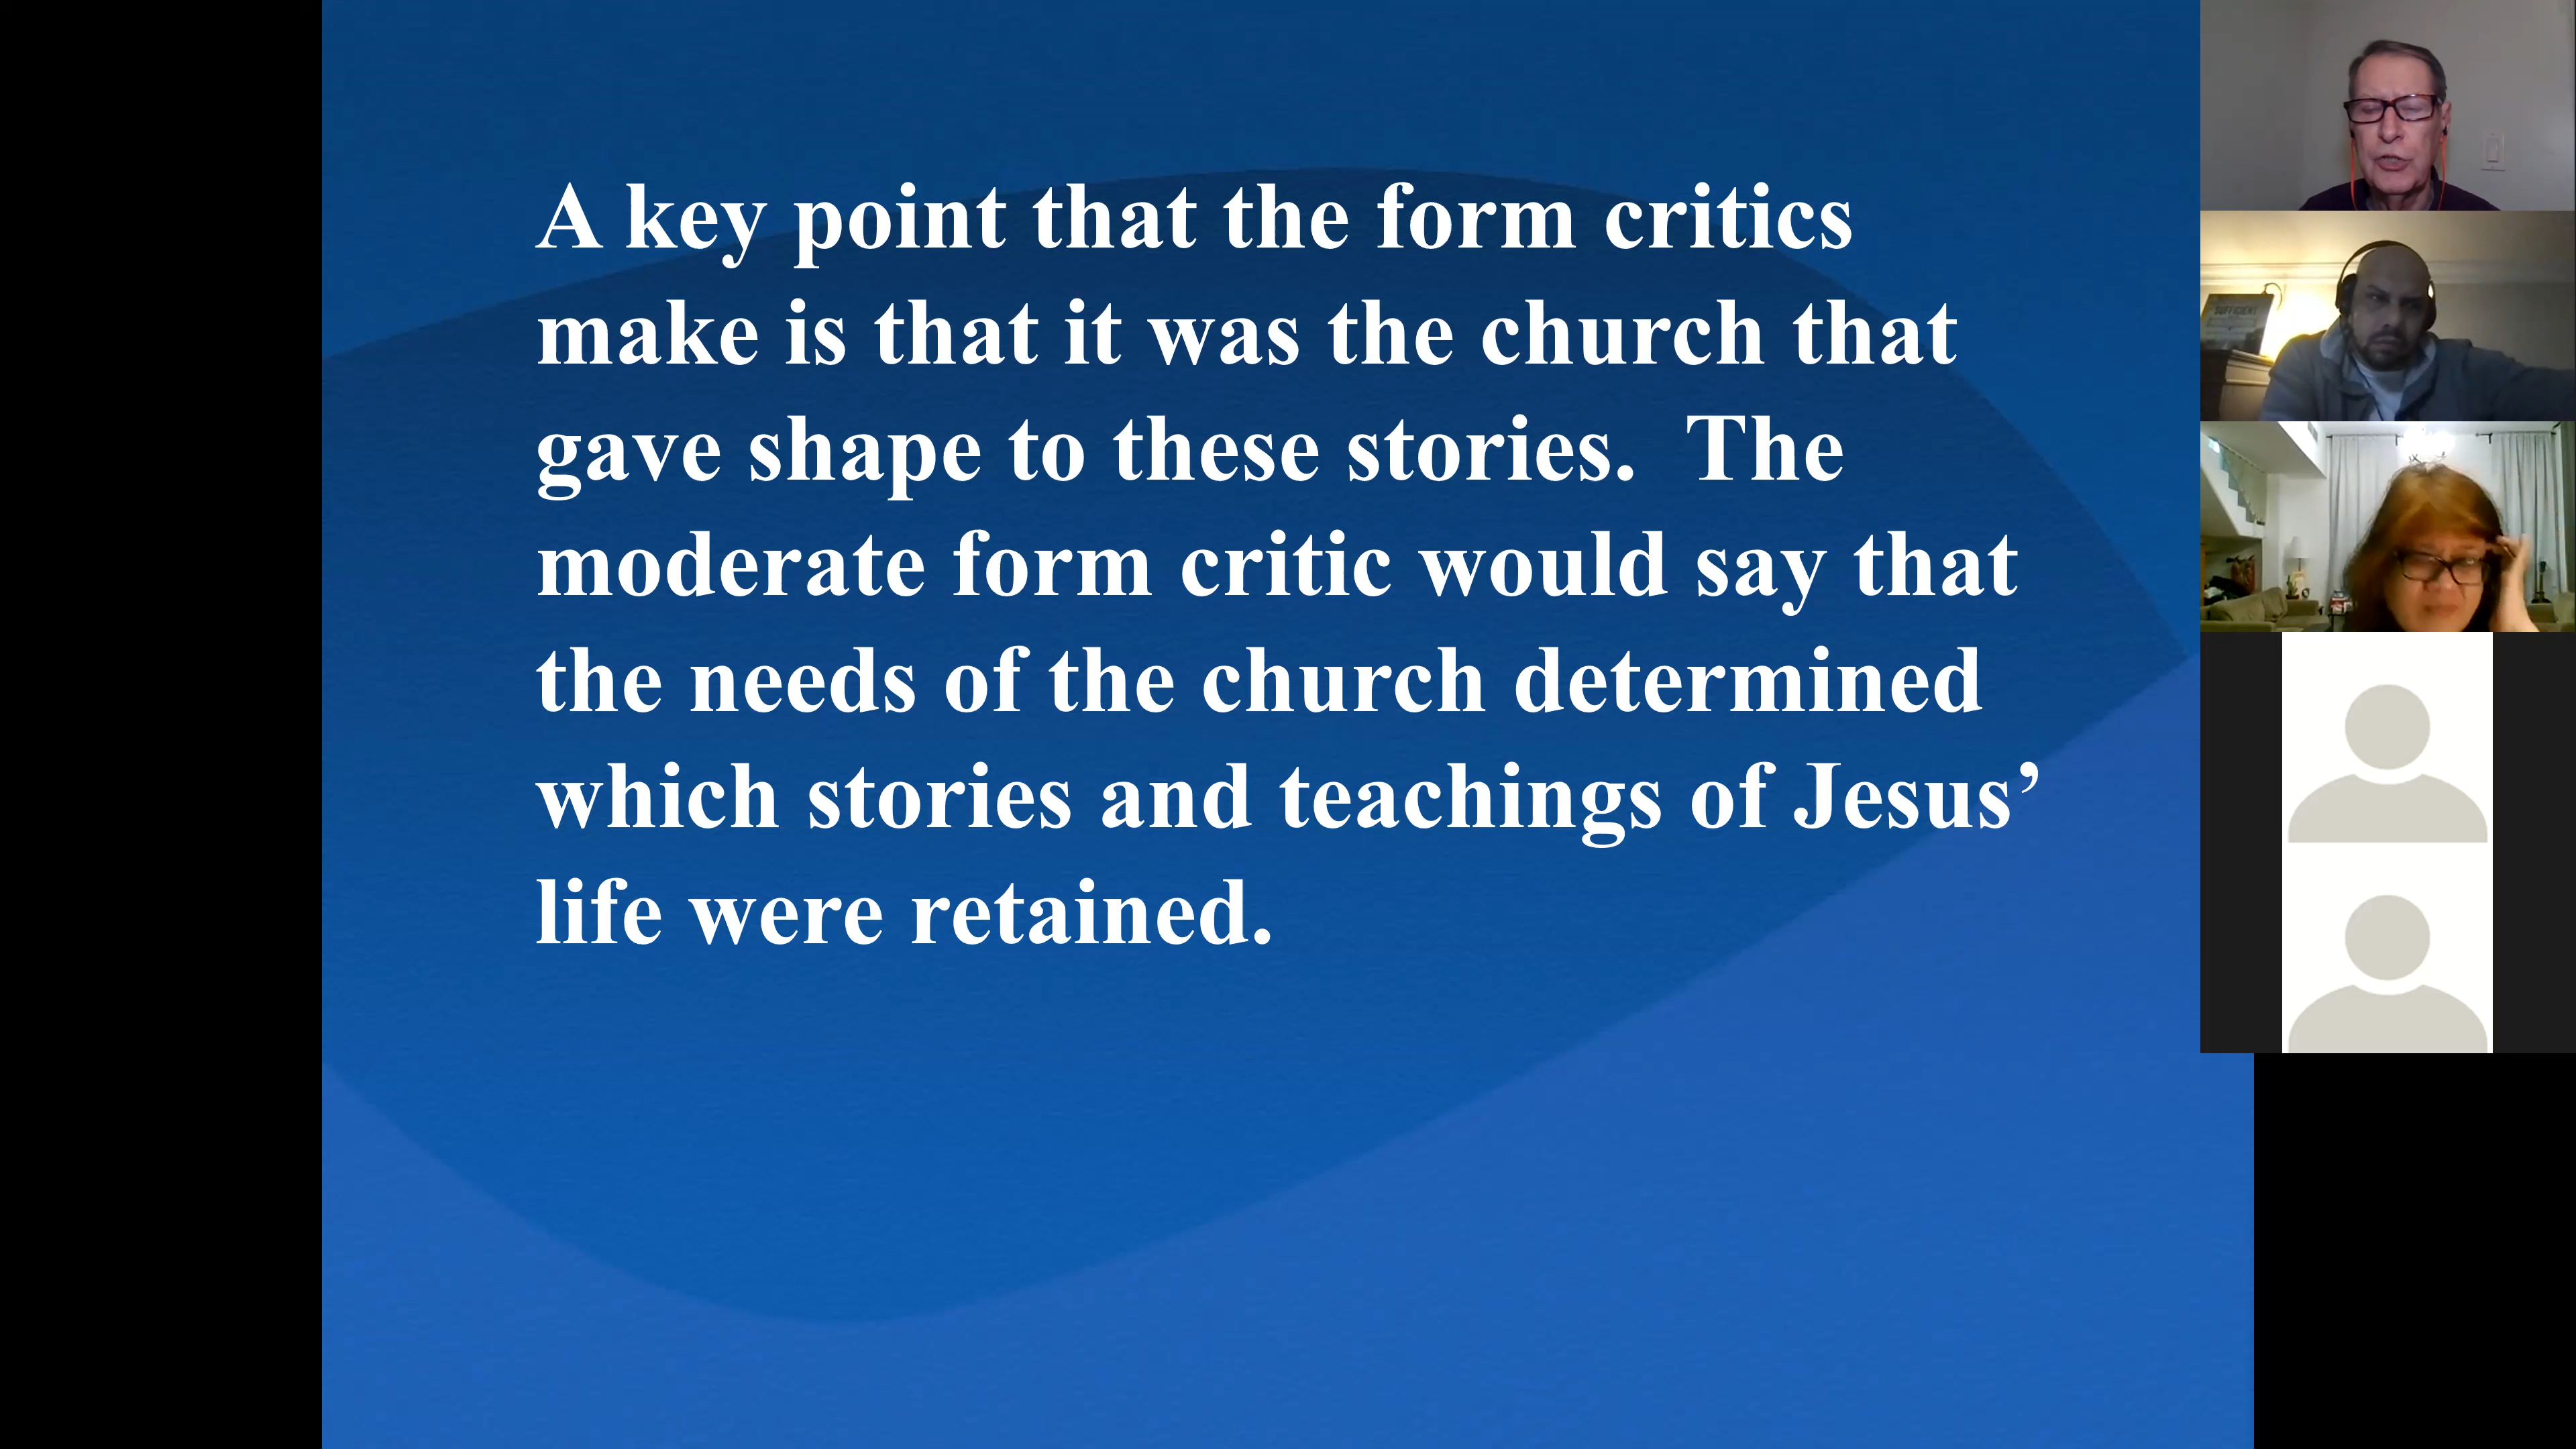 A key point that the form critics
make is that it was the church that
gave shape to these stories.  The
moderate form critic would say that
the needs of the church determined
which stories and teachings of Jesus’
life were retained.
SUFFICIENT